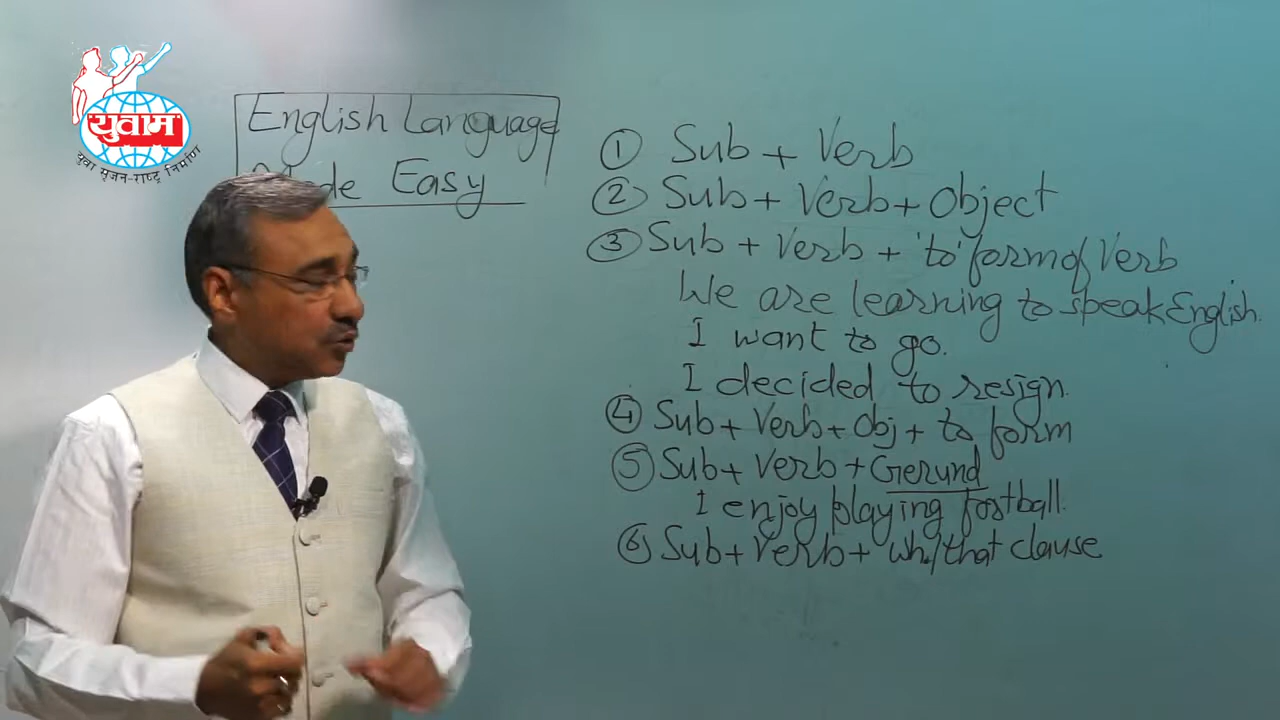 युवाम
युवा सृजन-राष्ट्र निर्माण
English Language
Made Easy
① Sub + Verb
② Sub + Verb + Object
③ Sub + Verb + 'to' form of Verb
We are learning to speak English.
I want to go.
I decided to resign.
④ Sub + Verb + Obj + to form
⑤ Sub + Verb + Gerund
I enjoy playing football.
⑥ Sub + Verb + wh/that clause